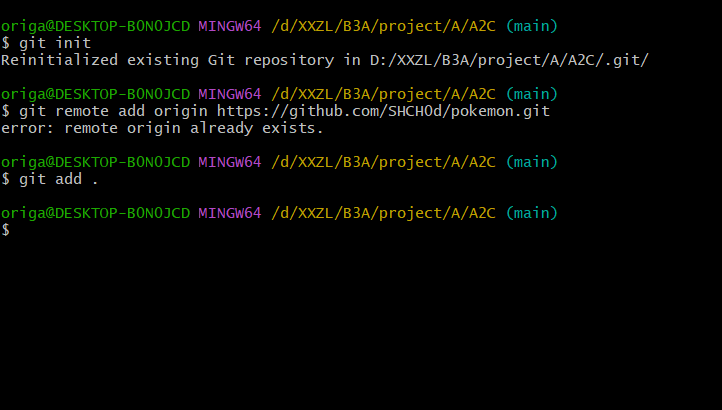 origa@DESKTOP-B0N0JCD MINGW64 /d/XXZL/B3A/project/A/A2C (main)
$ git init
Reinitialized existing Git repository in D:/XXZL/B3A/project/A/A2C/.git/
origa@DESKTOP-B0N0JCD MINGW64 /d/XXZL/B3A/project/A/A2C (main)
$ git remote add origin https://github.com/SHCH0d/pokemon.git
error: remote origin already exists.
origa@DESKTOP-B0N0JCD MINGW64 /d/XXZL/B3A/project/A/A2C (main)
$ git add .
origa@DESKTOP-B0N0JCD MINGW64 /d/XXZL/B3A/project/A/A2C (main)
$